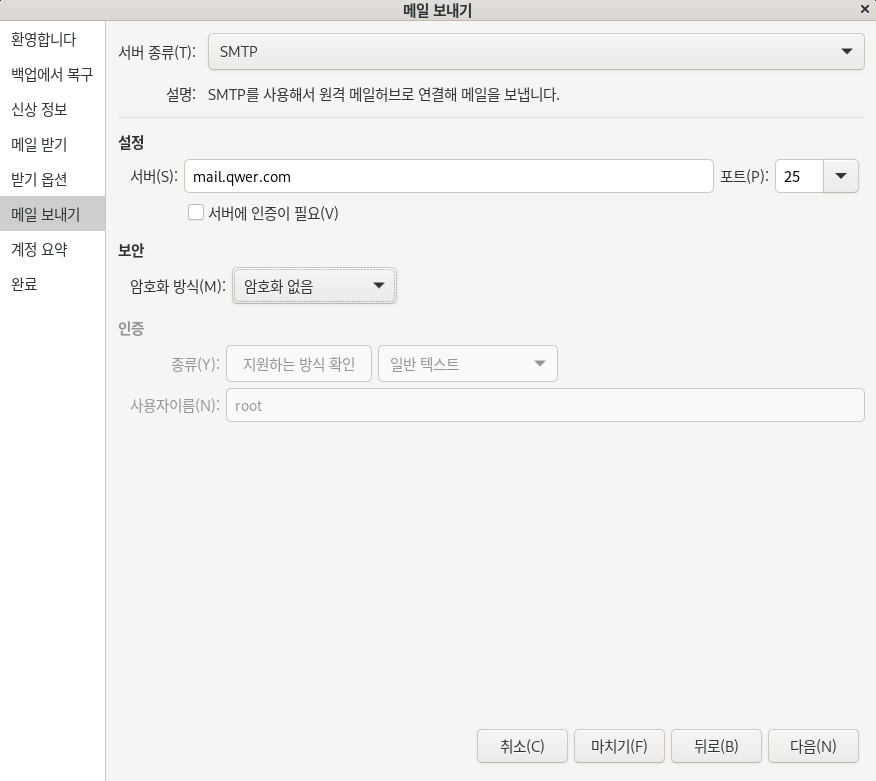 메일 보내기
환영합니다
백업에서 복구
신상 정보
메일 받기
받기 옵션
메일 보내기
계정 요약
완료
서버 종류(T): SMTP
설명: SMTP를 사용해서 원격 메일허브로 연결해 메일을 보냅니다.
설정
서버(S): mail.qwer.com 포트(P): 25
서버에 인증이 필요(V)
보안
암호화 방식(M): 암호화 없음
인증
종류(Y): 지원하는 방식 확인 일반 텍스트
사용자이름(N): root
취소(C) 마치기(F) 뒤로(B) 다음(N)